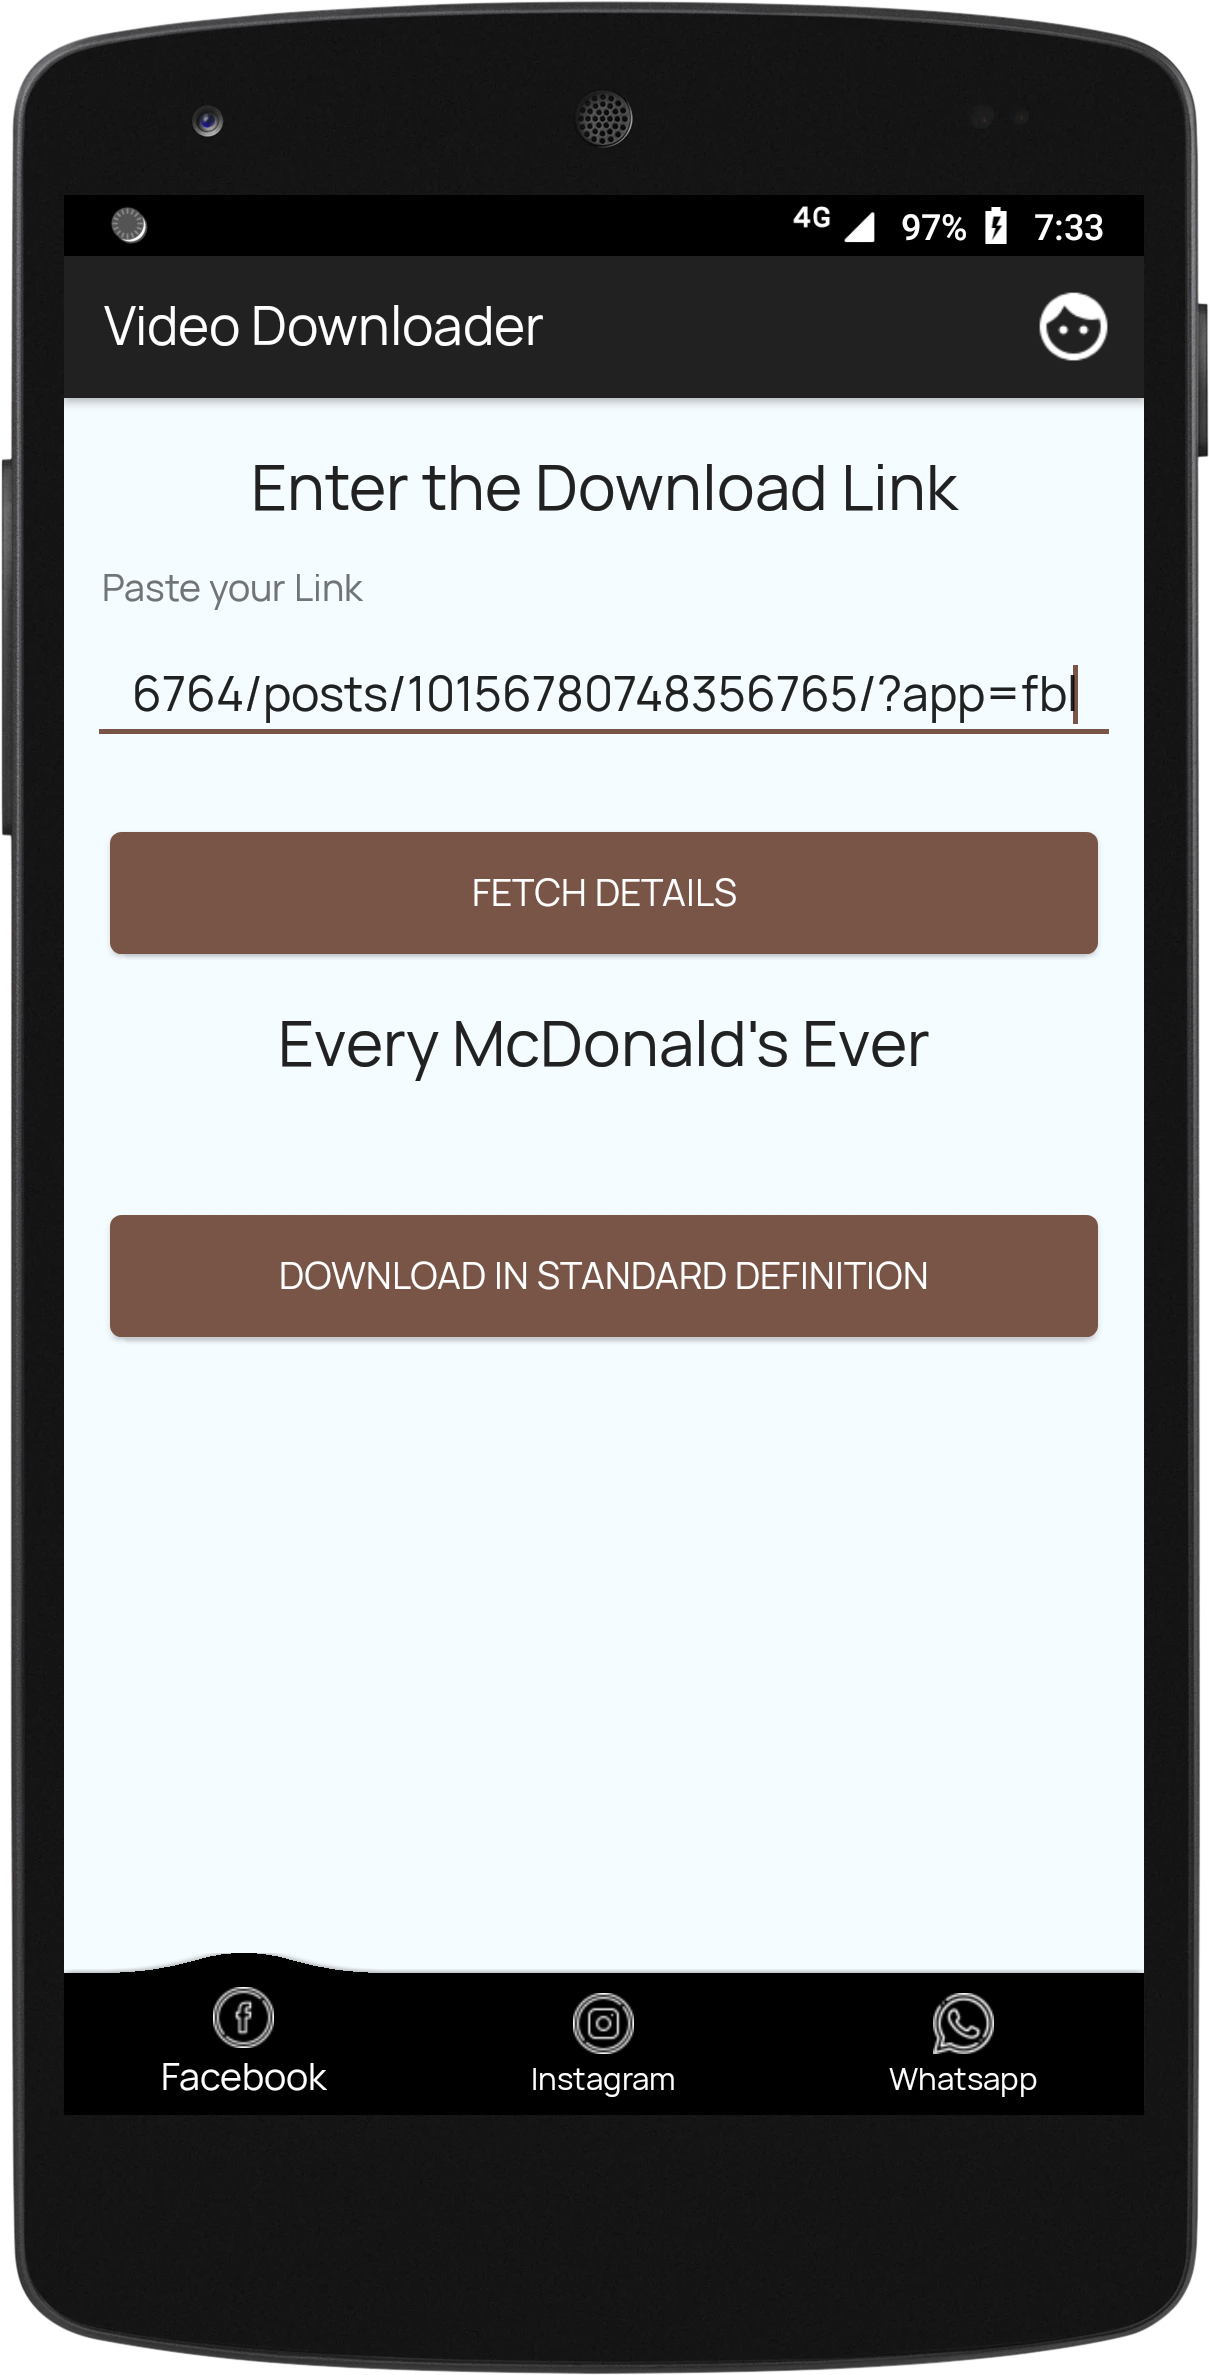 4G 97% 7:33
Video Downloader
Enter the Download Link
Paste your Link
6764/posts/10156780748356765/?app=fbl
FETCH DETAILS
Every McDonald's Ever
DOWNLOAD IN STANDARD DEFINITION
Facebook Instagram Whatsapp